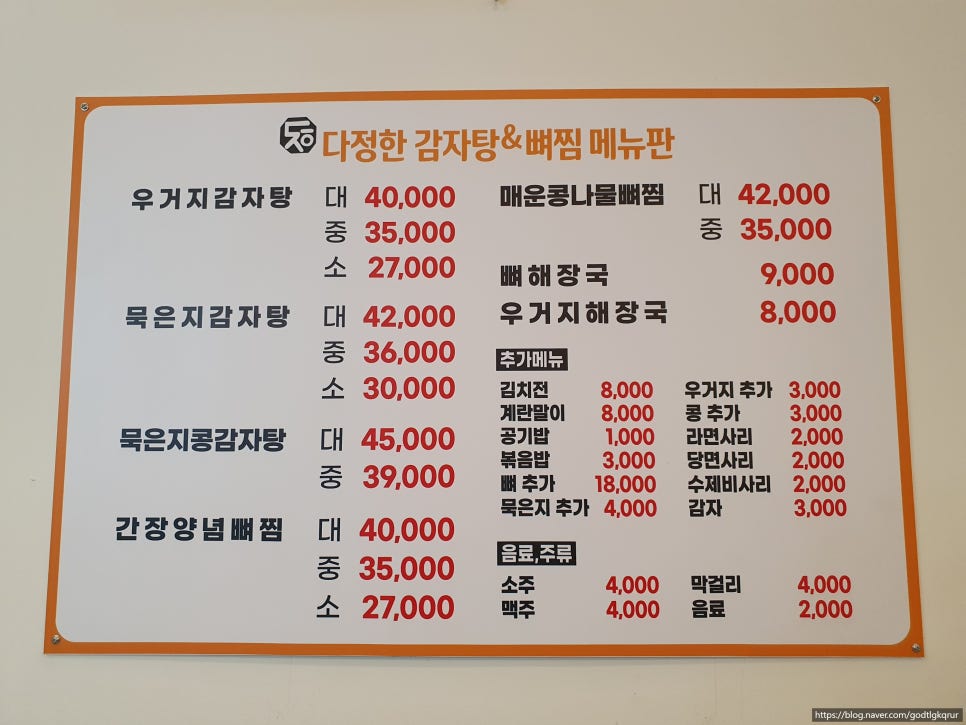 다정한 감자탕&뼈찜 메뉴판
우거지감자탕 대 40,000
중 35,000
소 27,000
묵은지감자탕 대 42,000
중 36,000
소 30,000
묵은지콩감자탕 대 45,000
중 39,000
간장양념뼈찜 대 40,000
중 35,000
소 27,000
매운콩나물뼈찜 대 42,000
중 35,000
뼈해장국 9,000
우거지해장국 8,000
추가메뉴
김치전 8,000 우거지 추가 3,000
계란말이 8,000 콩 추가 3,000
공기밥 1,000 라면사리 2,000
볶음밥 3,000 당면사리 2,000
뼈 추가 18,000 수제비사리 2,000
묵은지 추가 4,000 감자 3,000
음료,주류
소주 4,000 막걸리 4,000
맥주 4,000 음료 2,000
https://blog.naver.com/godtlgkqrur